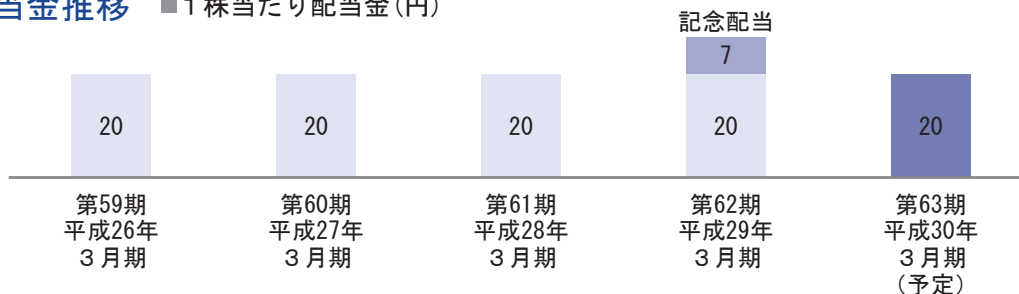 当金推移 ■1株当たり配当金(円)
記念配当
7
20
20
20
20
20
第59期
平成26年
3月期
第60期
平成27年
3月期
第61期
平成28年
3月期
第62期
平成29年
3月期
第63期
平成30年
3月期
(予定)